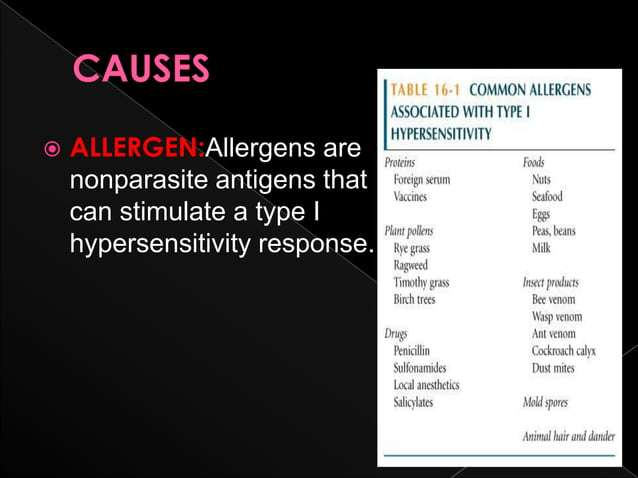 CAUSES
ALLERGEN:Allergens are
nonparasite antigens that
can stimulate a type I
hypersensitivity response.
TABLE 16-1 COMMON ALLERGENS
ASSOCIATED WITH TYPE I
HYPERSENSITIVITY
Proteins
Foreign serum
Vaccines
Plant pollens
Rye grass
Ragweed
Timothy grass
Birch trees
Drugs
Penicillin
Sulfonamides
Local anesthetics
Salicylates
Foods
Nuts
Seafood
Eggs
Peas, beans
Milk
Insect products
Bee venom
Wasp venom
Ant venom
Cockroach calyx
Dust mites
Mold spores
Animal hair and dander